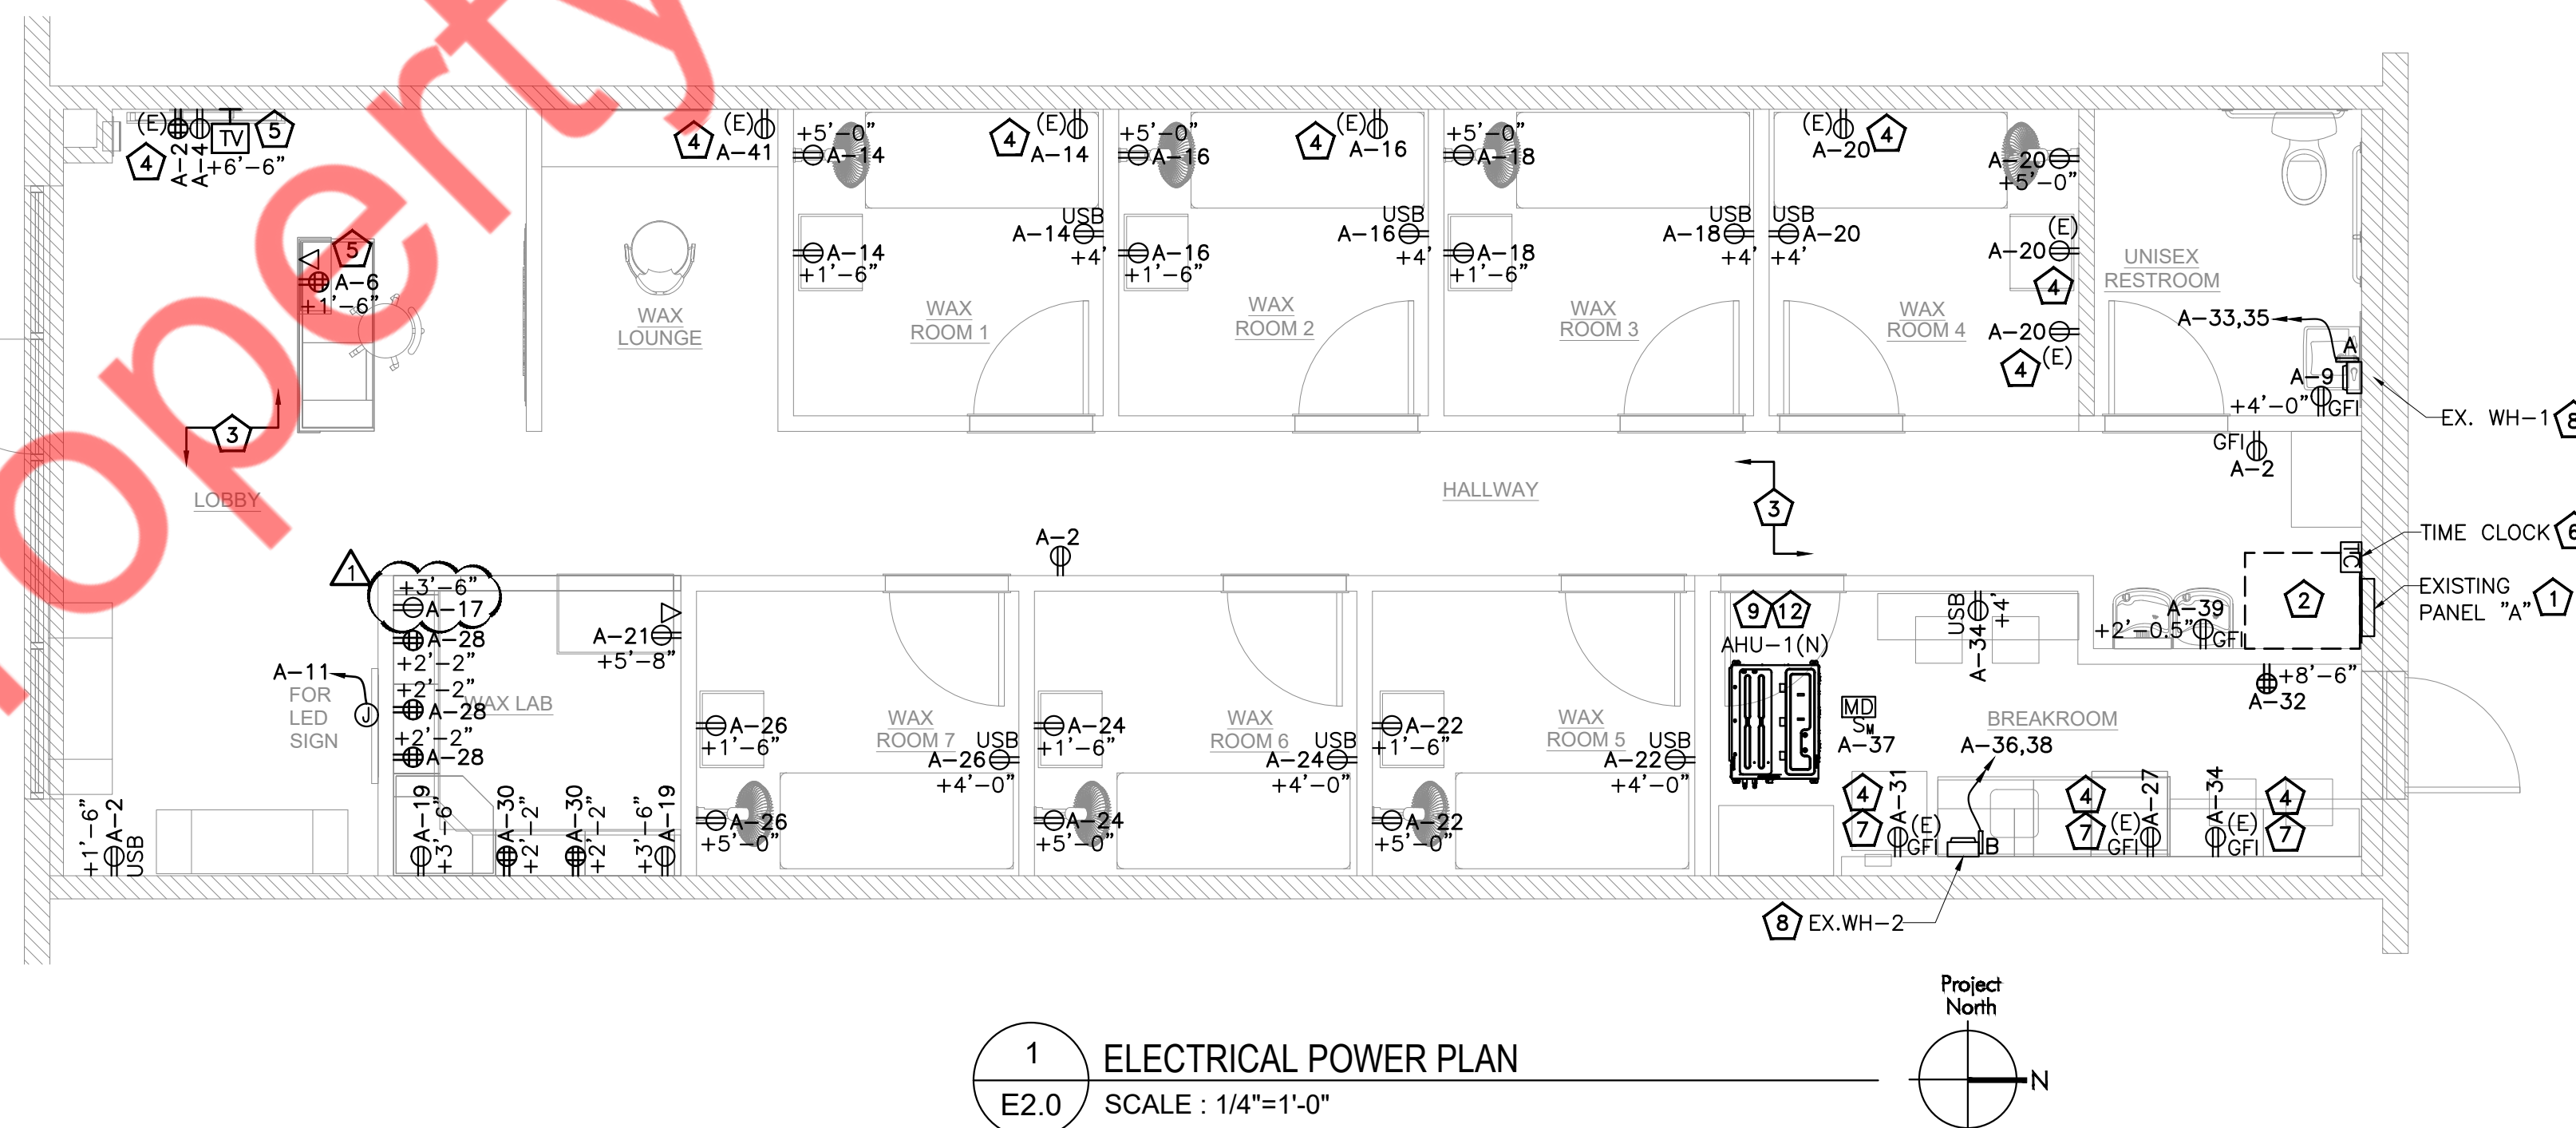 operty
(E)
4
A-2
A-4
TV
5
+6'-6"
4
(E)
A-41
+5'-0"
A-14
4
(E)
A-14
+5'-0"
A-16
4
(E)
A-16
+5'-0"
A-18
(E)
4
A-20
A-20
+5'-0"
5
A-6
+1'-6"
WAX
LOUNGE
A-14
+1'-6"
USB
A-14
+4'
WAX
ROOM 1
A-16
+1'-6"
USB
A-16
+4'
WAX
ROOM 2
A-18
+1'-6"
USB
A-18
+4'
WAX
ROOM 3
USB
A-20
+4'
WAX
ROOM 4
(E)
A-20
4
A-20
(E)
4
UNISEX
RESTROOM
A-33,35
A
A-9
+4'-0"
GFI
EX. WH-1
8
3
LOBBY
HALLWAY
3
GFI
A-2
A-2
TIME CLOCK
6
TC
EXISTING
PANEL "A"
1
2
1
+3'-6"
A-17
A-28
+2'-2"
+2'-2"
A-28
+2'-2"
A-28
WAX LAB
A-21
+5'-8"
A-11
FOR
LED
SIGN
J
+1'-6"
A-2
USB
A-19
+3'-6"
A-30
+2'-2"
A-30
+2'-2"
+3'-6"
A-19
A-26
+1'-6"
WAX
ROOM 7
USB
A-26
+4'-0"
A-26
+5'-0"
A-24
+1'-6"
WAX
ROOM 6
USB
A-24
+4'-0"
A-24
+5'-0"
A-22
+1'-6"
WAX
ROOM 5
USB
A-22
+4'-0"
A-22
+5'-0"
9
12
AHU-1(N)
MD
SM
A-37
USB
A-34
+4'
A-39
+2'-0.5"
GFI
+8'-6"
A-32
BREAKROOM
A-36,38
4
7
A-31
(E)
GFI
B
4
7
A-27
(E)
GFI
A-34
(E)
GFI
4
7
8
EX.WH-2
Project
North
N
1
ELECTRICAL POWER PLAN
E2.0
SCALE : 1/4"=1'-0"